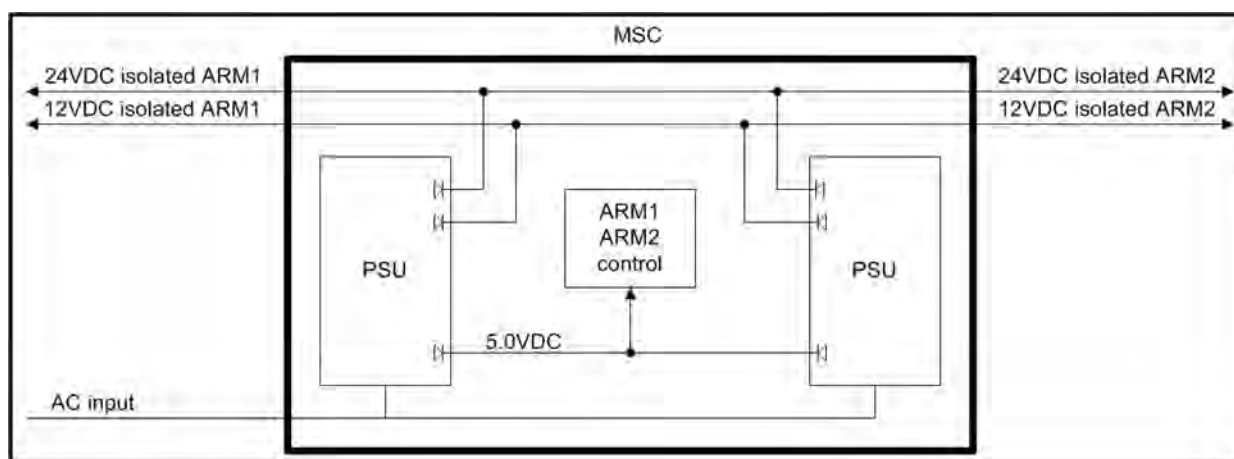 MSC
24VDC isolated ARM1
24VDC isolated ARM2
12VDC isolated ARM1
12VDC isolated ARM2
ARM1
ARM2
control
PSU
PSU
5.0VDC
AC input